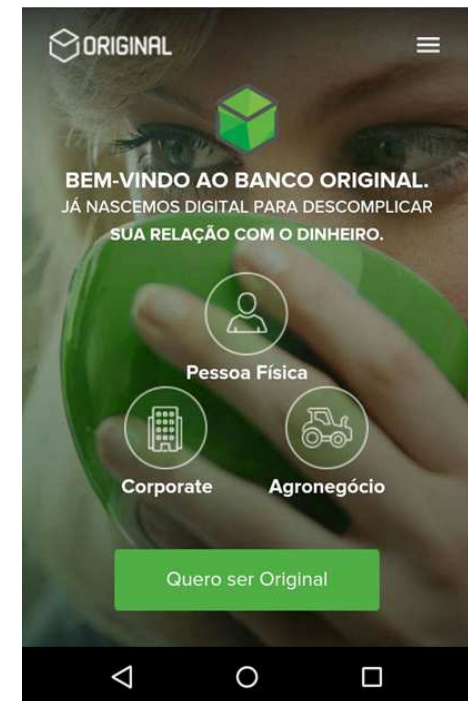 ORIGINAL
BEM-VINDO AO BANCO ORIGINAL.
JÁ NASCEMOS DIGITAL PARA DESCOMPLICAR
SUA RELAÇÃO COM O DINHEIRO.
Pessoa Física
Corporate
Agronegócio
Quero ser Original